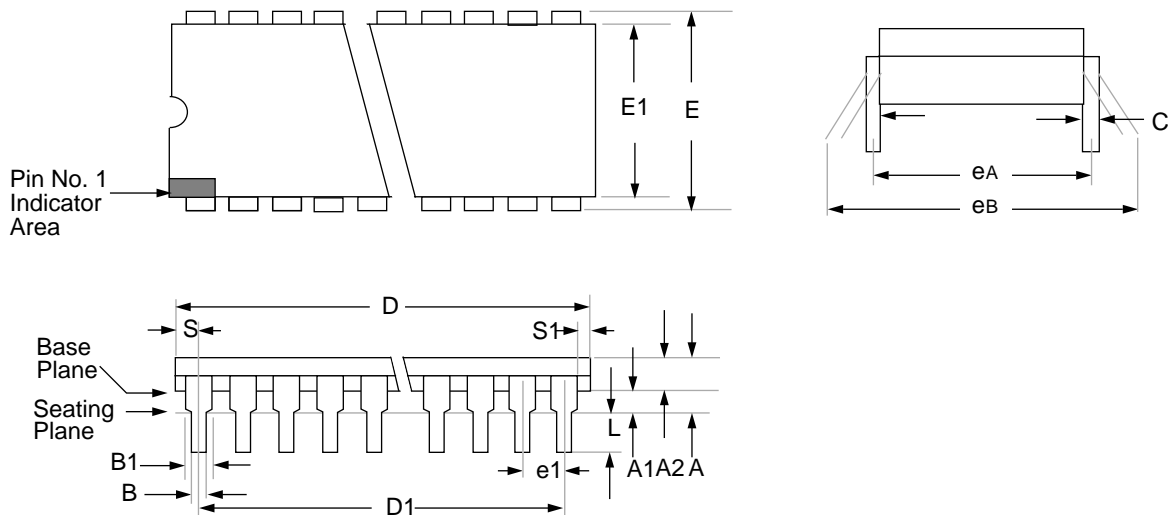 E1
E
C
eA
eB
Pin No. 1
Indicator
Area
D
S
S1
Base
Plane
Seating
Plane
L
B1
e1
A1
A2
A
B
D1